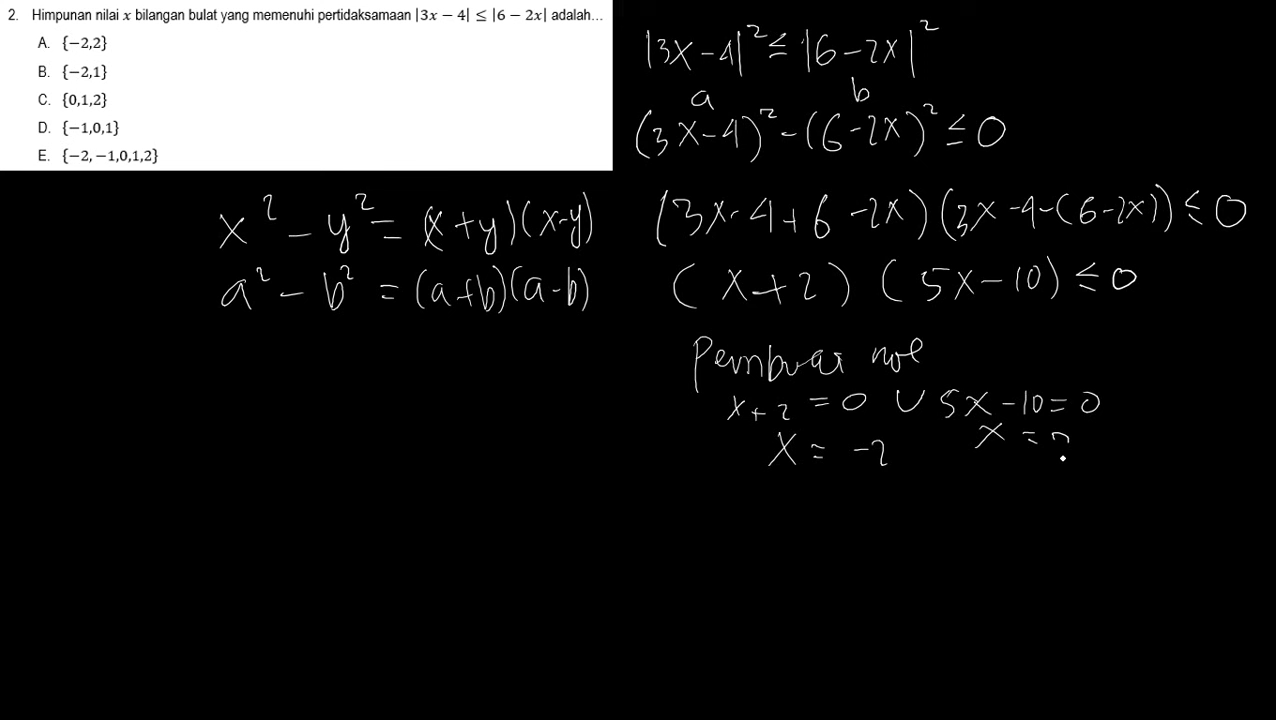 2. Himpunan nilai x bilangan bulat yang memenuhi pertidaksamaan |3x − 4| ≤ |6 − 2x| adalah…
A. {−2,2}
B. {−2,1}
C. {0,1,2}
D. {−1,0,1}
E. {−2, −1,0,1,2}
|3x-4|² ≤ |6-2x|²
a b
(3x-4)² - (6-2x)² ≤ 0
x² - y² = (x+y)(x-y)
(3x-4+6-2x)(3x-4-(6-2x)) ≤ 0
a² - b² = (a+b)(a-b)
(x+2) (5x-10) ≤ 0
Pembuat nol
x+2 = 0 ∪ 5x-10 = 0
x = -2 x =